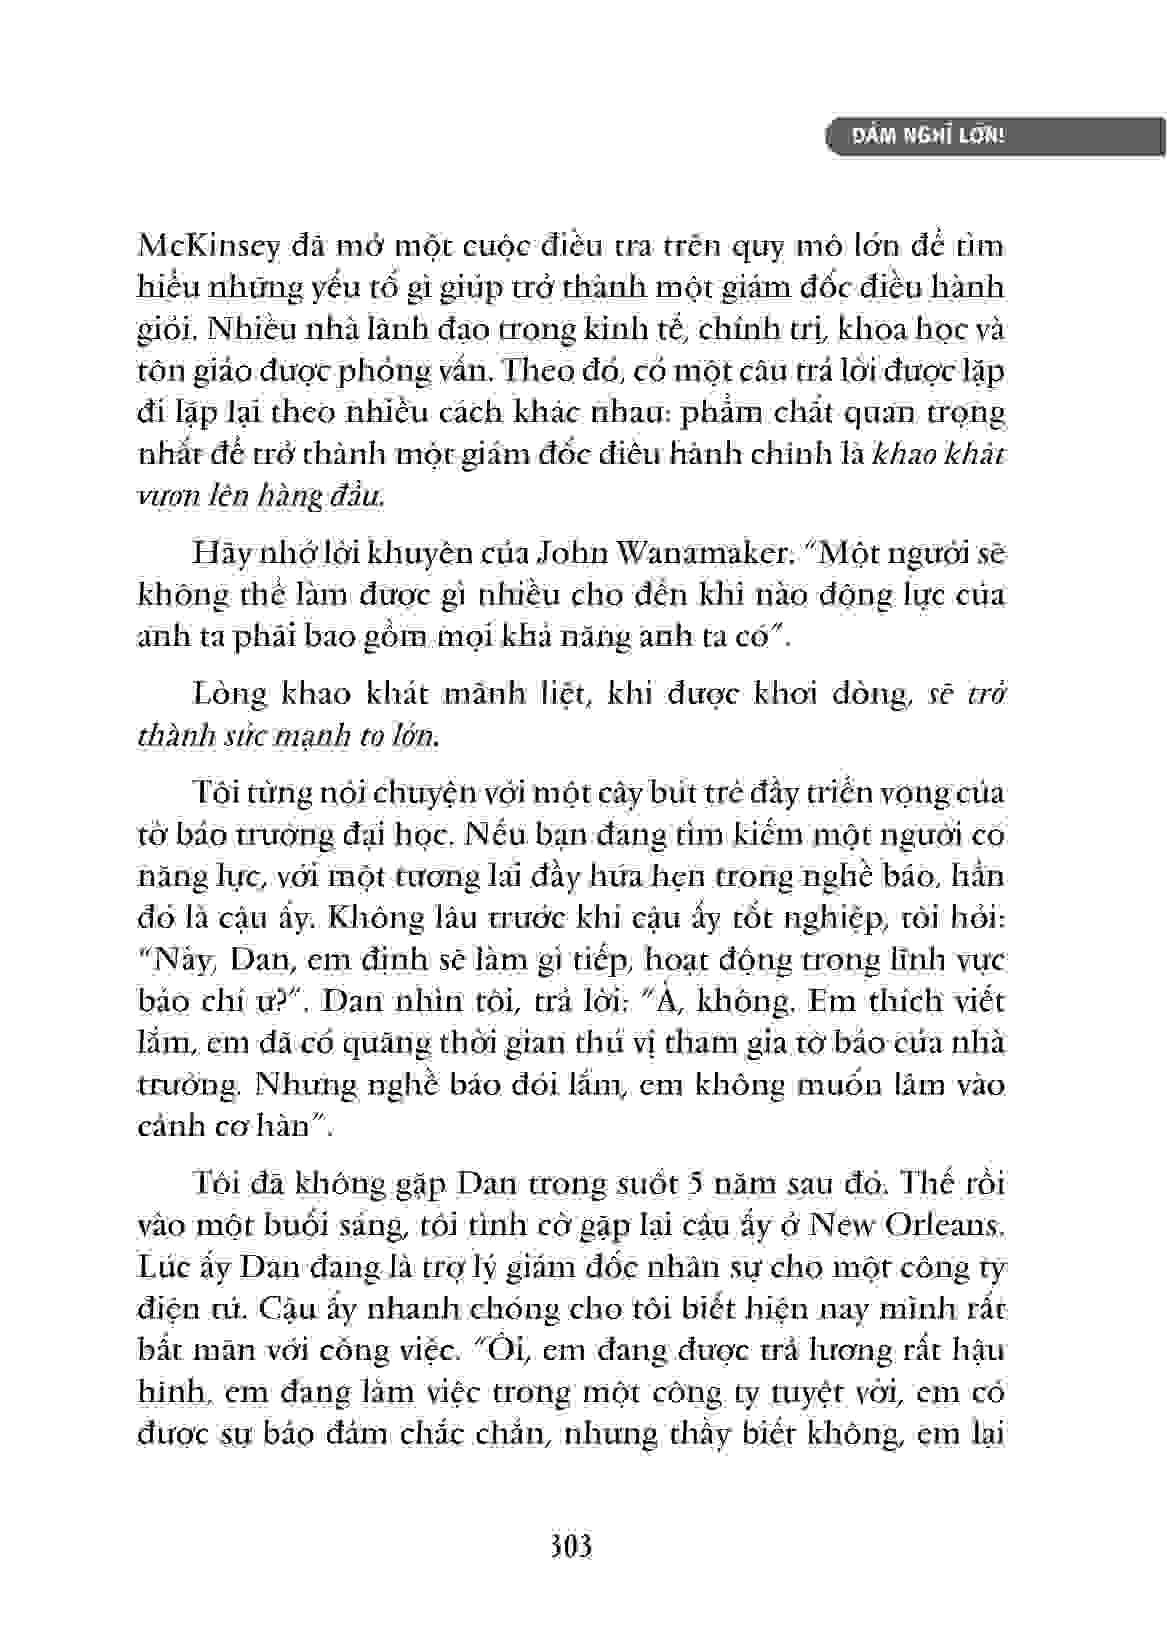 DÁM NGHĨ LỚN!
McKinsey đã mở một cuộc điều tra trên quy mô lớn để tìm
hiểu những yếu tố gì giúp trở thành một giám đốc điều hành
giỏi. Nhiều nhà lãnh đạo trong kinh tế, chính trị, khoa học và
tôn giáo được phỏng vấn. Theo đó, có một câu trả lời được lặp
đi lặp lại theo nhiều cách khác nhau: phẩm chất quan trọng
nhất để trở thành một giám đốc điều hành chính là khao khát
vươn lên hàng đầu.
Hãy nhớ lời khuyên của John Wanamaker: “Một người sẽ
không thể làm được gì nhiều cho đến khi nào động lực của
anh ta phải bao gồm mọi khả năng anh ta có”.
Lòng khao khát mãnh liệt, khi được khơi dòng, sẽ trở
thành sức mạnh to lớn.
Tôi từng nói chuyện với một cây bút trẻ đầy triển vọng của
tờ báo trường đại học. Nếu bạn đang tìm kiếm một người có
năng lực, với một tương lai đầy hứa hẹn trong nghề báo, hẳn
đó là cậu ấy. Không lâu trước khi cậu ấy tốt nghiệp, tôi hỏi:
“Này, Dan, em định sẽ làm gì tiếp, hoạt động trong lĩnh vực
báo chí ư?”. Dan nhìn tôi, trả lời: “À, không. Em thích viết
lắm, em đã có quãng thời gian thú vị tham gia tờ báo của nhà
trường. Nhưng nghề báo đói lắm, em không muốn lâm vào
cảnh cơ hàn”.
Tôi đã không gặp Dan trong suốt 5 năm sau đó. Thế rồi
vào một buổi sáng, tôi tình cờ gặp lại cậu ấy ở New Orleans.
Lúc ấy Dan đang là trợ lý giám đốc nhân sự cho một công ty
điện tử. Cậu ấy nhanh chóng cho tôi biết hiện nay mình rất
bất mãn với công việc. “Ồi, em đang được trả lương rất hậu
hĩnh, em đang làm việc trong một công ty tuyệt vời, em có
được sự bảo đảm chắc chắn, nhưng thầy biết không, em lại
303